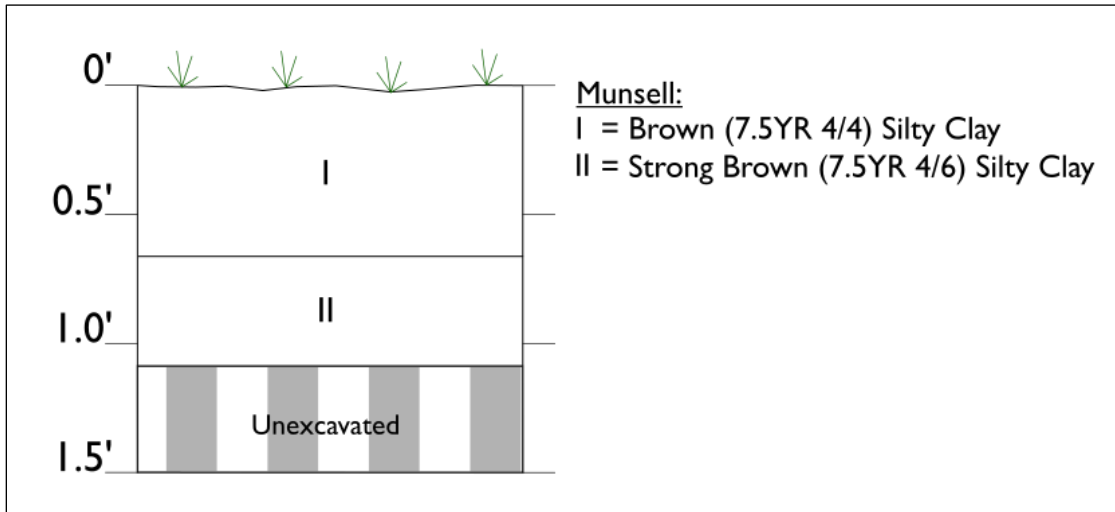 0'
Munsell:
I = Brown (7.5YR 4/4) Silty Clay
II = Strong Brown (7.5YR 4/6) Silty Clay
I
0.5'
II
1.0'
Unexcavated
1.5'